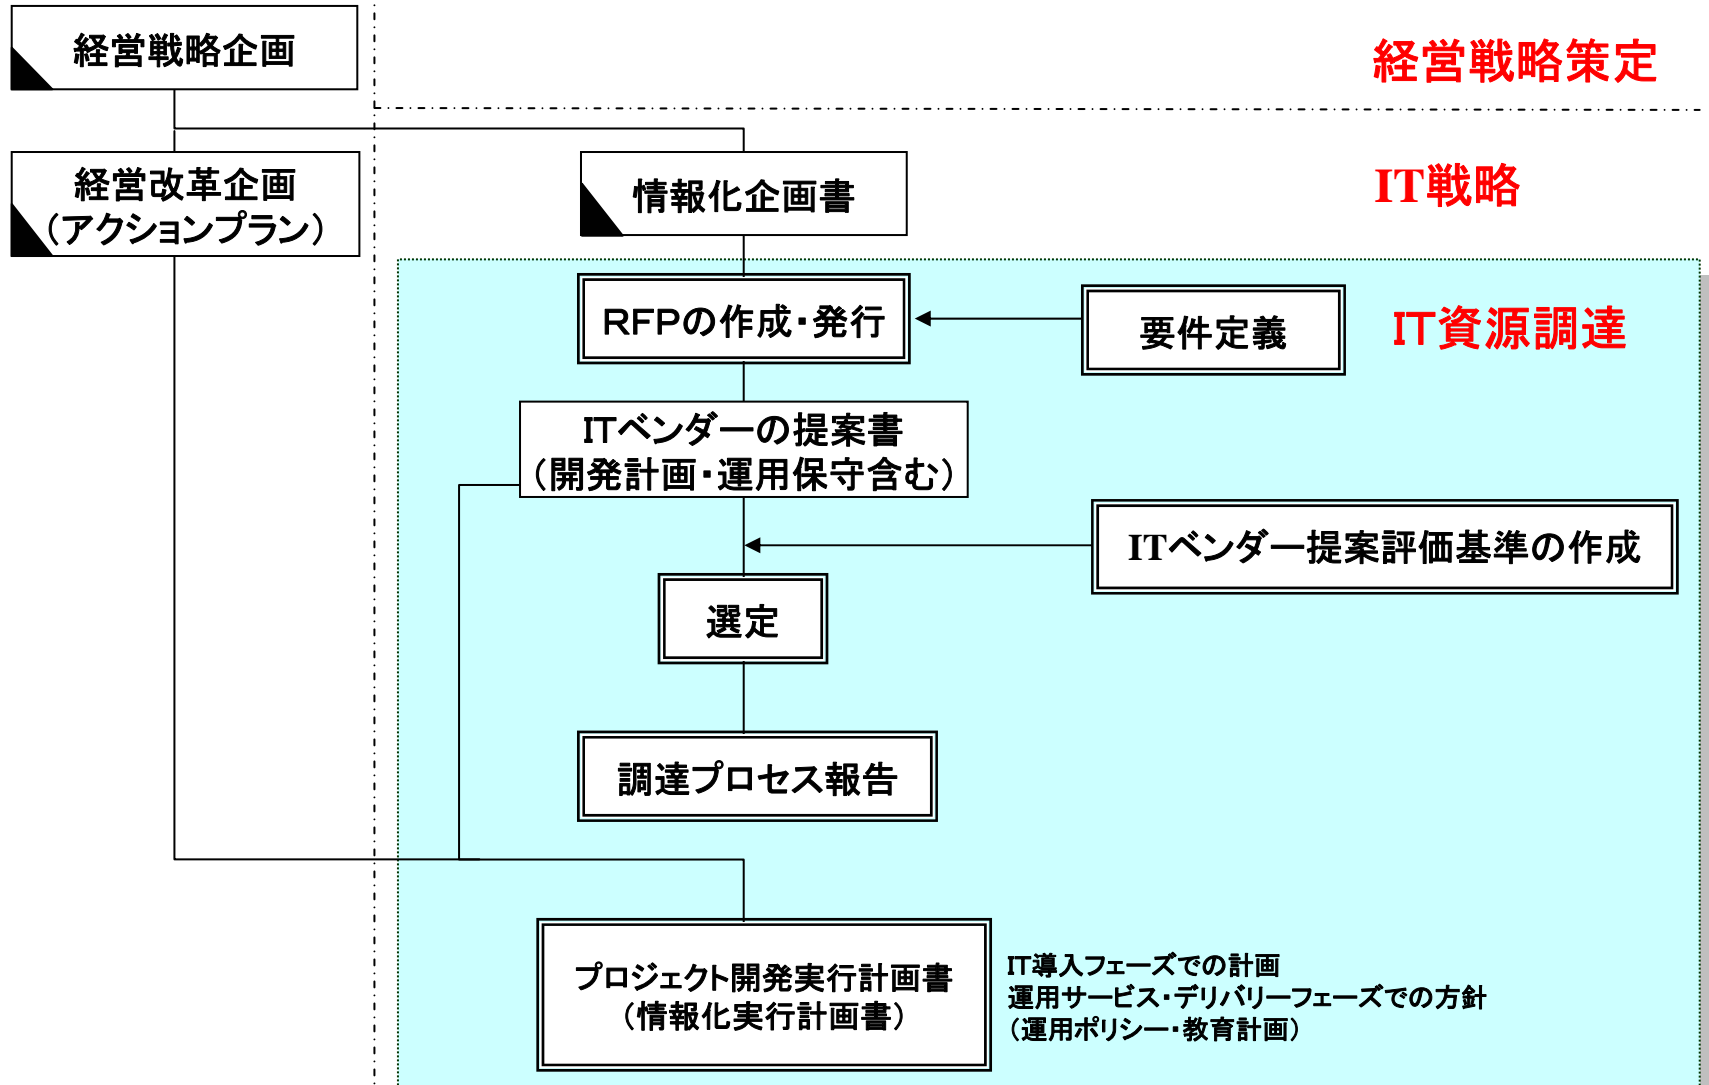 経営戦略企画
経営戦略策定
経営改革企画
（アクションプラン）
情報化企画書
IT戦略
RFPの作成・発行
要件定義
IT資源調達
ITベンダーの提案書
（開発計画・運用保守含む）
ITベンダー提案評価基準の作成
選定
調達プロセス報告
プロジェクト開発実行計画書
（情報化実行計画書）
IT導入フェーズでの計画
運用サービス・デリバリーフェーズでの方針
（運用ポリシー・教育計画）